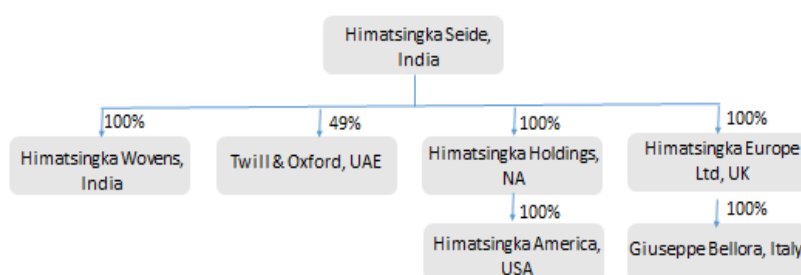 Himatsingka Seide,
India
100%
49%
100%
100%
Himatsingka Wovens,
India
Twill & Oxford, UAE
Himatsingka Holdings,
NA
Himatsingka Europe
Ltd, UK
100%
100%
Himatsingka America,
USA
Giuseppe Bellora, Italy